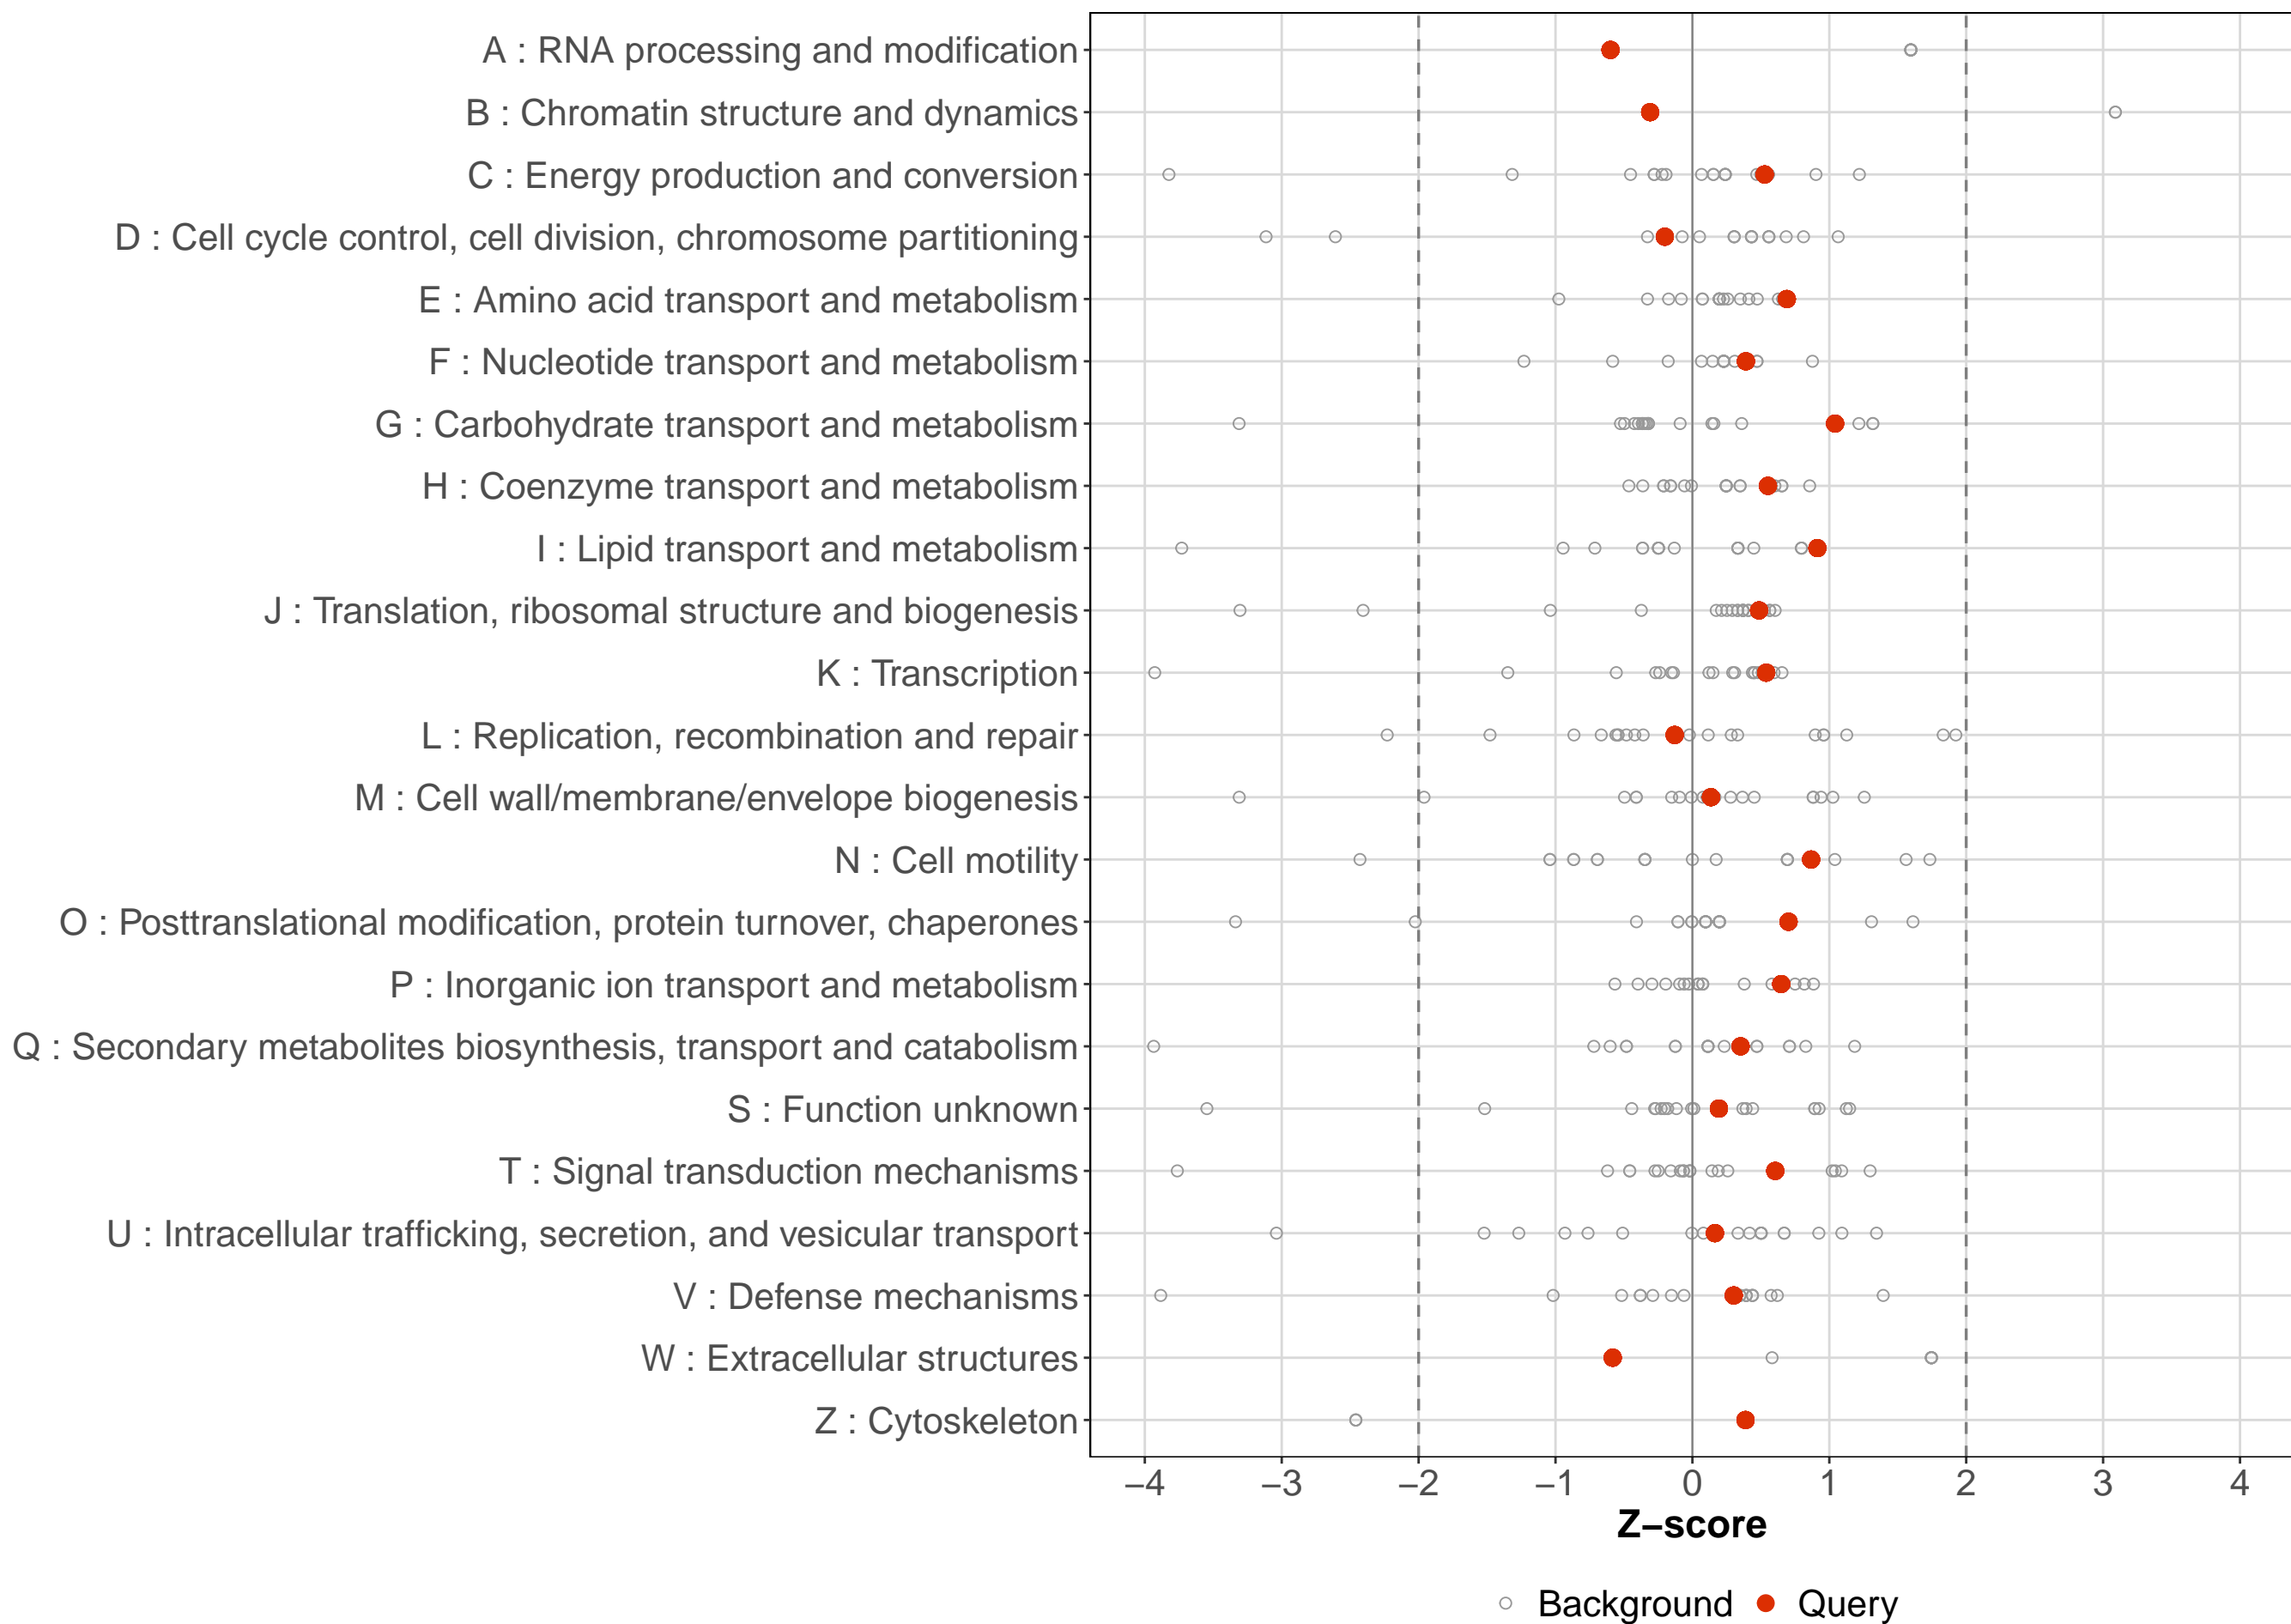 A : RNA processing and modification
B : Chromatin structure and dynamics
C : Energy production and conversion
D : Cell cycle control, cell division, chromosome partitioning
E : Amino acid transport and metabolism
F : Nucleotide transport and metabolism
G : Carbohydrate transport and metabolism
H : Coenzyme transport and metabolism
I : Lipid transport and metabolism
J : Translation, ribosomal structure and biogenesis
K : Transcription
L : Replication, recombination and repair
M : Cell wall/membrane/envelope biogenesis
N : Cell motility
O : Posttranslational modification, protein turnover, chaperones
P : Inorganic ion transport and metabolism
Q : Secondary metabolites biosynthesis, transport and catabolism
S : Function unknown
T : Signal transduction mechanisms
U : Intracellular trafficking, secretion, and vesicular transport
V : Defense mechanisms
W : Extracellular structures
Z : Cytoskeleton
−4 −3 −2 −1 0 1 2 3 4
Z−score
Background Query